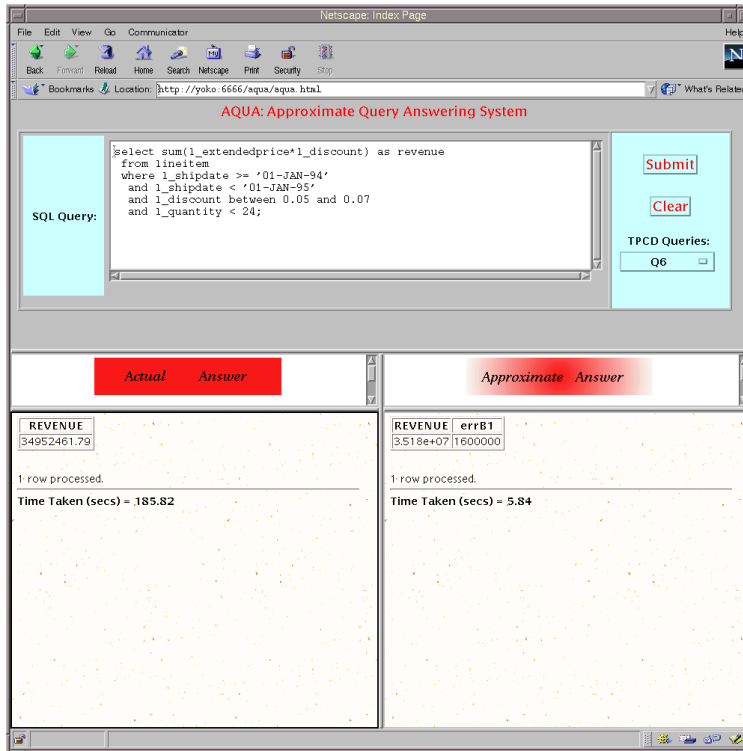 Netscape: Index Page
File Edit View Go Communicator Help
Back Forward Reload Home Search Netscape Print Security Stop
My
N
Bookmarks Location: http://yoko:6666/aqua/aqua.html What's Related
AQUA: Approximate Query Answering System
SQL Query:
select sum(l_extendedprice*l_discount) as revenue
from lineitem
where l_shipdate >= '01-JAN-94'
and l_shipdate < '01-JAN-95'
and l_discount between 0.05 and 0.07
and l_quantity < 24;
Submit
Clear
TPCD Queries:
Q6
Actual Answer
REVENUE
34952461.79
1 row processed.
Time Taken (secs) = 185.82
Approximate Answer
REVENUE errB1
3.518e+07 1600000
1 row processed.
Time Taken (secs) = 5.84